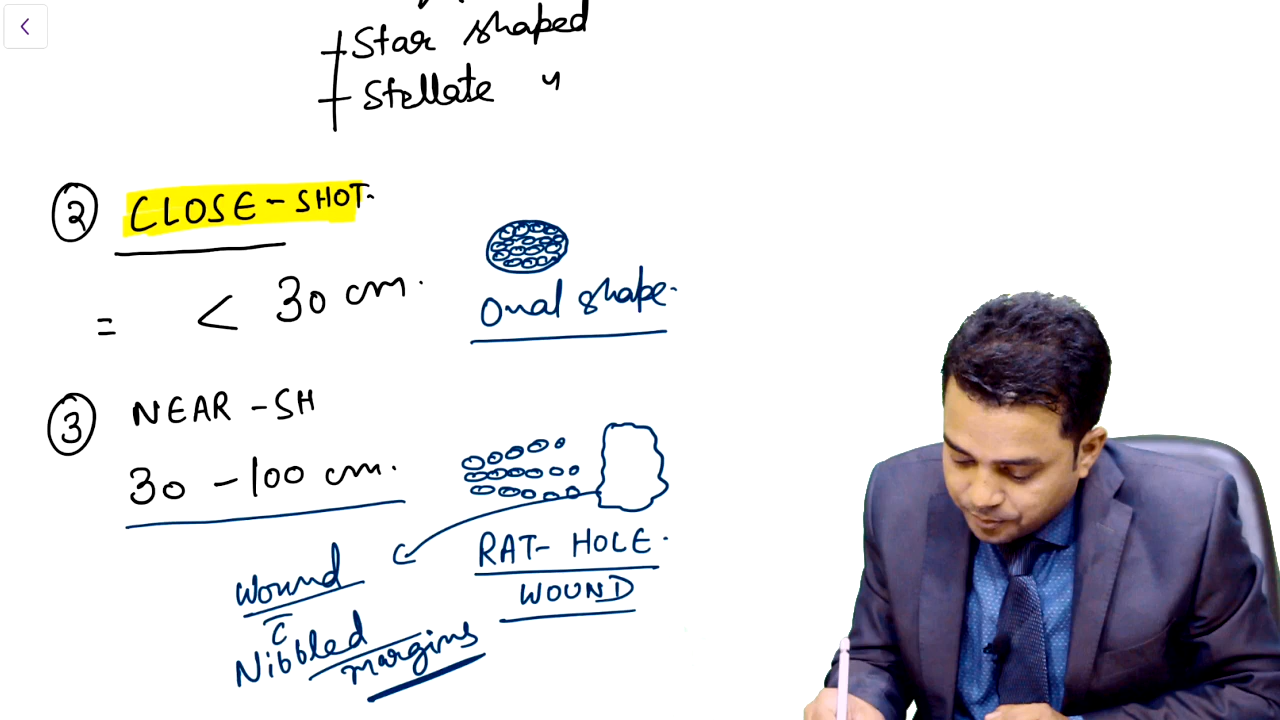 Star shaped
Stellate "
② CLOSE-SHOT.
= < 30 cm.
Oval shape.
③ NEAR-SH
30-100 cm.
RAT-HOLE.
WOUND
wound
c̅
Nibbled
margins